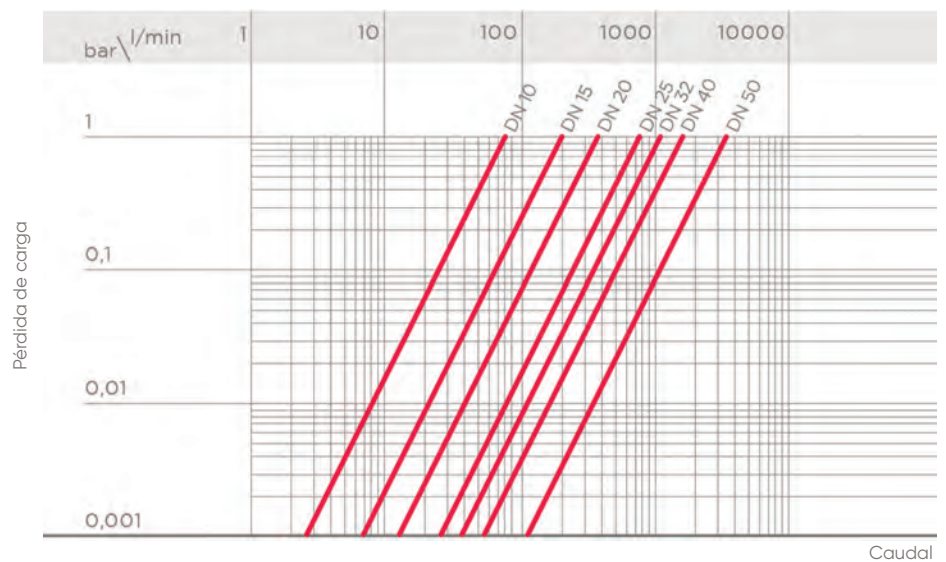 bar\l/min 1 10 100 1000 10000
DN 10 DN 15 DN 20 DN 25 DN 32 DN 40 DN 50
1
0,1
0,01
0,001
Pérdida de carga
Caudal